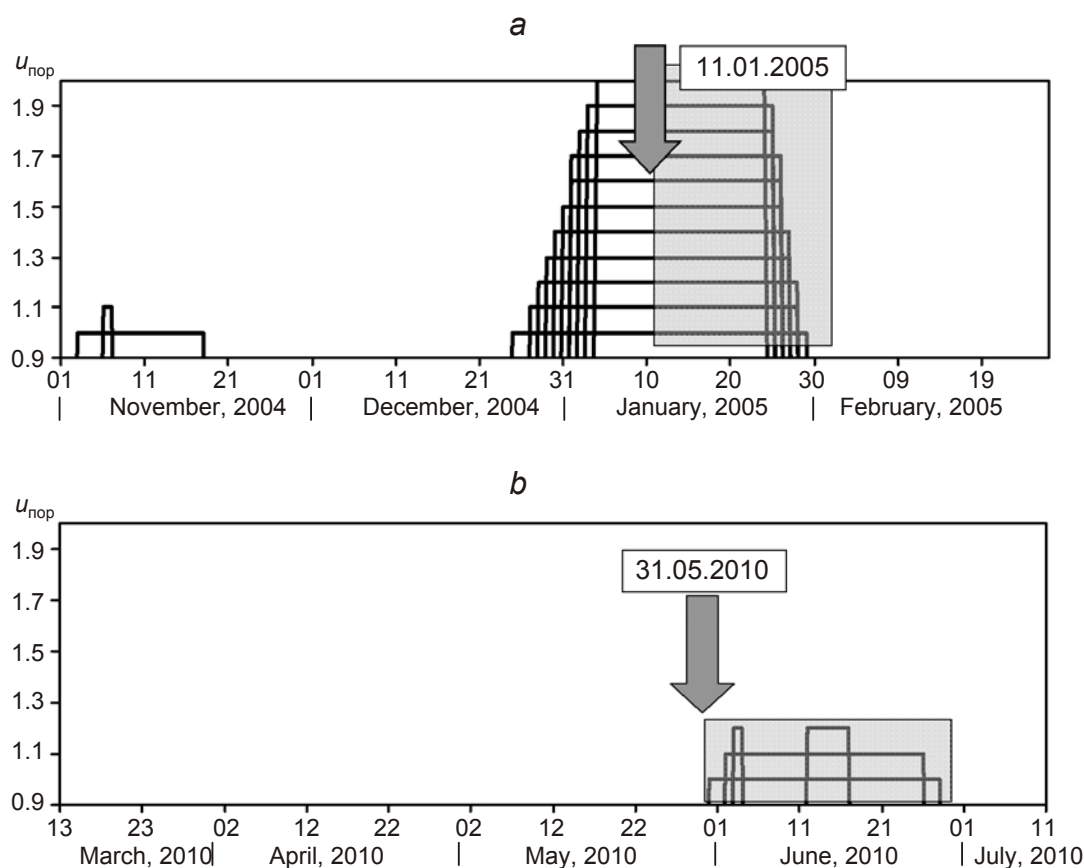 a
uпор
11.01.2005
1.9
1.7
1.5
1.3
1.1
0.9
01 11 21 01 11 21 31 10 20 30 09 19
| November, 2004 | December, 2004 | January, 2005 | February, 2005
b
uпор
1.9
31.05.2010
1.7
1.5
1.3
1.1
0.9
13 23 02 12 22 02 12 22 01 11 21 01 11
March, 2010 | April, 2010 | May, 2010 | June, 2010 | July, 2010